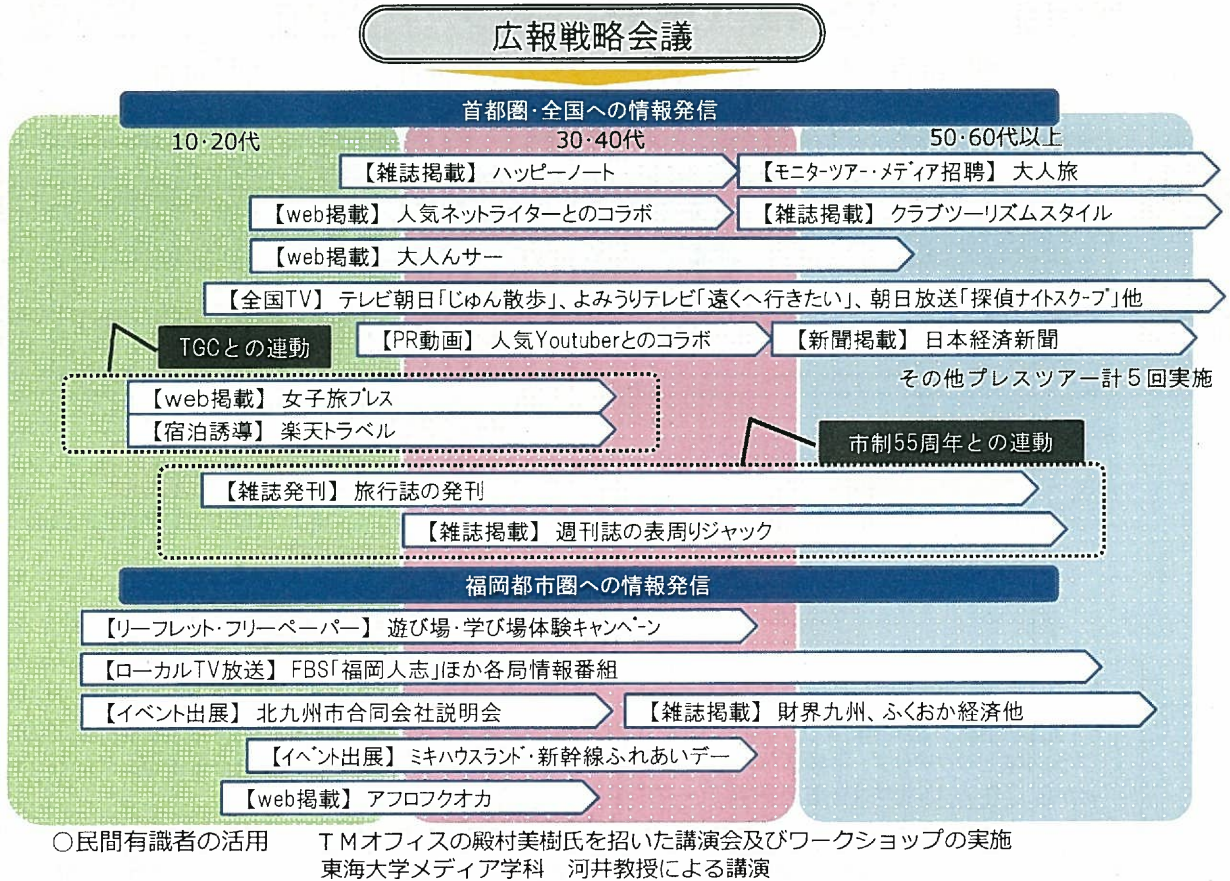 広報戦略会議
首都圏・全国への情報発信
10・20代
30・40代
50・60代以上
【雑誌掲載】 ハッピーノート
【モニターツアー・メディア招聘】 大人旅
【web掲載】 人気ネットライターとのコラボ
【雑誌掲載】 クラブツーリズムスタイル
【web掲載】 大人んサー
【全国TV】 テレビ朝日「じゅん散歩」、よみうりテレビ「遠くへ行きたい」、朝日放送「探偵ナイトスクープ」他
TGCとの連動
【PR動画】 人気Youtuberとのコラボ
【新聞掲載】 日本経済新聞
その他プレスツアー計５回実施
【web掲載】 女子旅プレス
【宿泊誘導】 楽天トラベル
市制55周年との連動
【雑誌発刊】 旅行誌の発刊
【雑誌掲載】 週刊誌の表周りジャック
福岡都市圏への情報発信
【リーフレット・フリーペーパー】 遊び場・学び場体験キャンペーン
【ローカルTV放送】 FBS「福岡人志」ほか各局情報番組
【イベント出展】 北九州市合同会社説明会
【雑誌掲載】 財界九州、ふくおか経済他
【イベント出展】 ミキハウスランド・新幹線ふれあいデー
【web掲載】 アフロフクオカ
○民間有識者の活用　ＴＭオフィスの殿村美樹氏を招いた講演会及びワークショップの実施
東海大学メディア学科　河井教授による講演